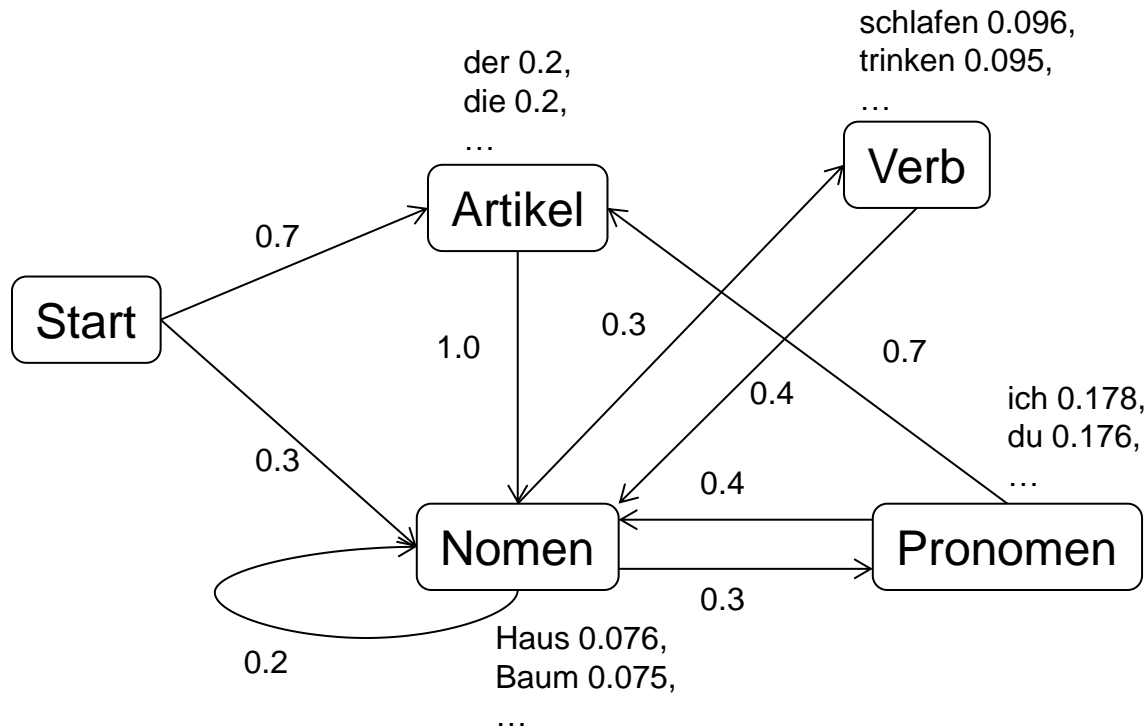 schlafen 0.096,
trinken 0.095,
…
der 0.2,
die 0.2,
…
Verb
Artikel
0.7
Start
0.3
1.0
0.7
0.4
ich 0.178,
du 0.176,
…
0.3
0.4
Nomen
Pronomen
0.3
0.2
Haus 0.076,
Baum 0.075,
…